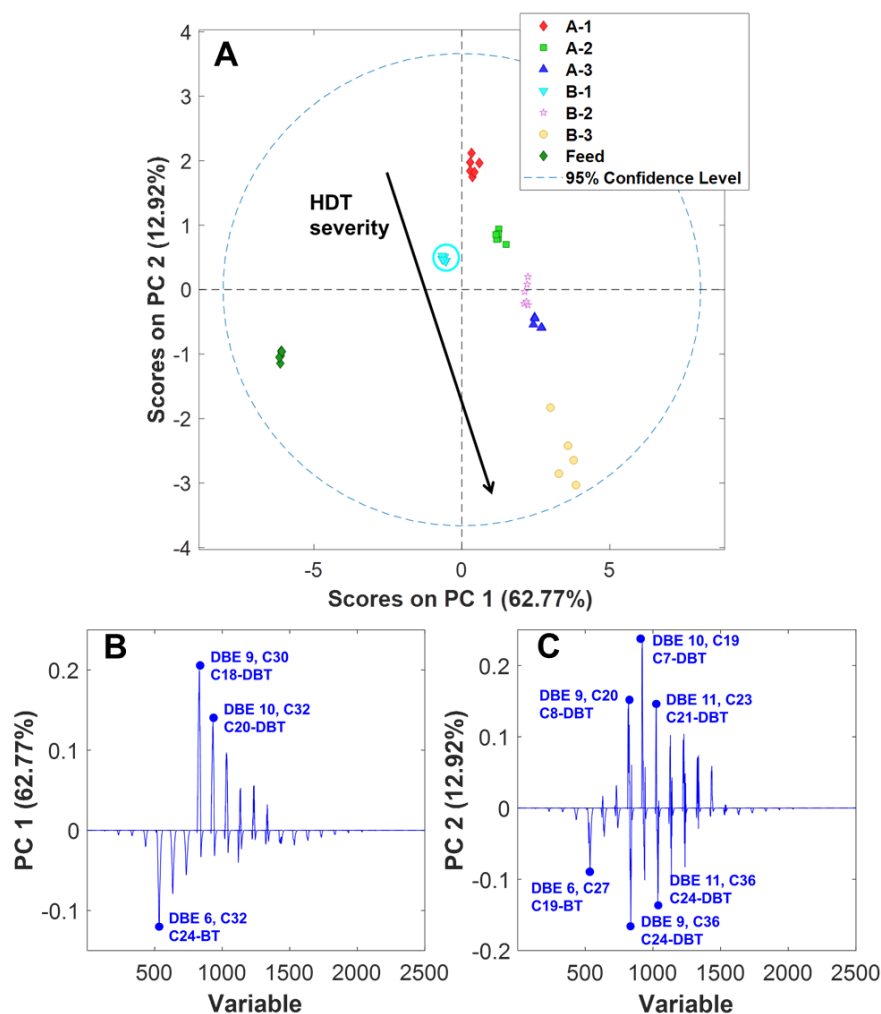 A
A-1
A-2
A-3
B-1
B-2
B-3
Feed
95% Confidence Level
HDT
severity
4
3
2
1
0
-1
-2
-3
-4
Scores on PC 2 (12.92%)
-5
0
5
Scores on PC 1 (62.77%)
B
DBE 9, C30
C18-DBT
DBE 10, C32
C20-DBT
DBE 6, C32
C24-BT
0.2
0.1
0
-0.1
PC 1 (62.77%)
500
1000
1500
2000
2500
Variable
C
DBE 10, C19
C7-DBT
DBE 9, C20
C8-DBT
DBE 11, C23
C21-DBT
DBE 6, C27
C19-BT
DBE 11, C36
C24-DBT
DBE 9, C36
C24-DBT
0.2
0.1
0
-0.1
-0.2
PC 2 (12.92%)
500
1000
1500
2000
2500
Variable